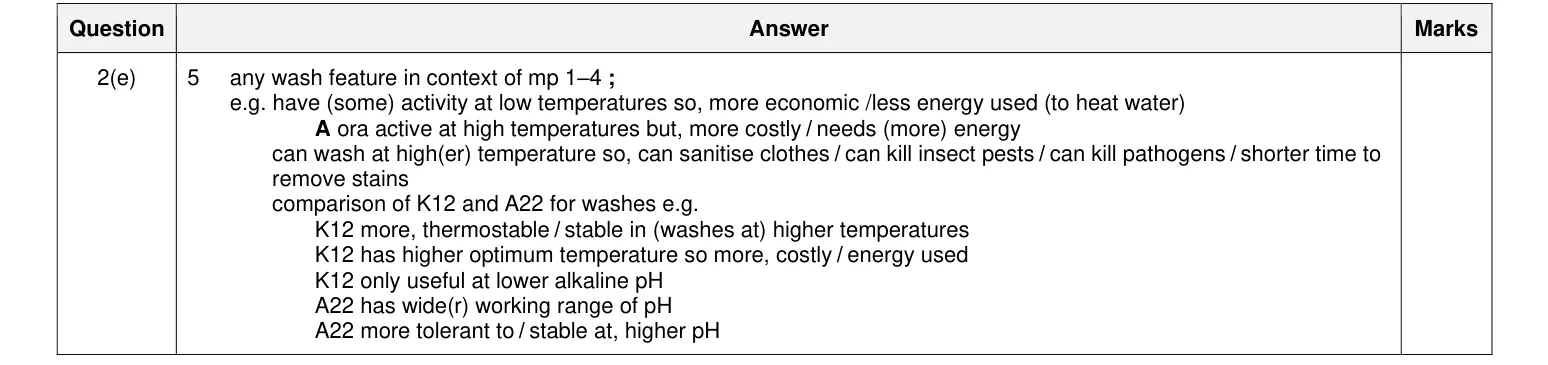 Question Answer Marks
2(e) 5 any wash feature in context of mp 1–4 ;
e.g. have (some) activity at low temperatures so, more economic /less energy used (to heat water)
A ora active at high temperatures but, more costly / needs (more) energy
can wash at high(er) temperature so, can sanitise clothes / can kill insect pests / can kill pathogens / shorter time to
remove stains
comparison of K12 and A22 for washes e.g.
K12 more, thermostable / stable in (washes at) higher temperatures
K12 has higher optimum temperature so more, costly / energy used
K12 only useful at lower alkaline pH
A22 has wide(r) working range of pH
A22 more tolerant to / stable at, higher pH